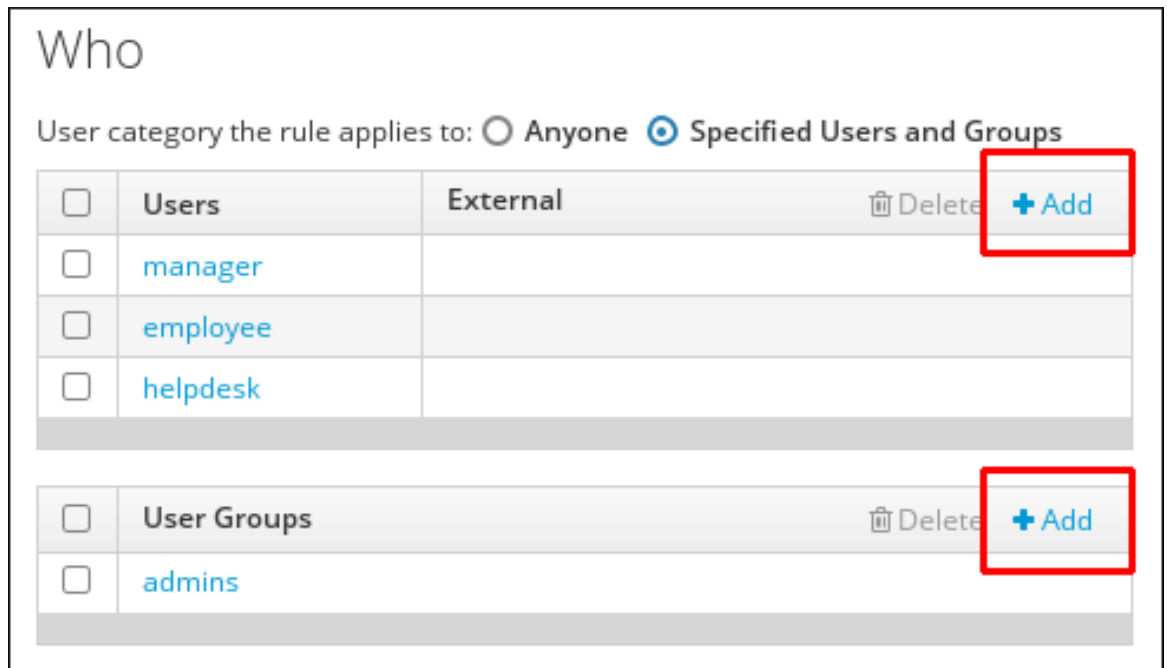 Who
User category the rule applies to: Anyone Specified Users and Groups
Users External Delete Add
manager
employee
helpdesk
User Groups Delete Add
admins